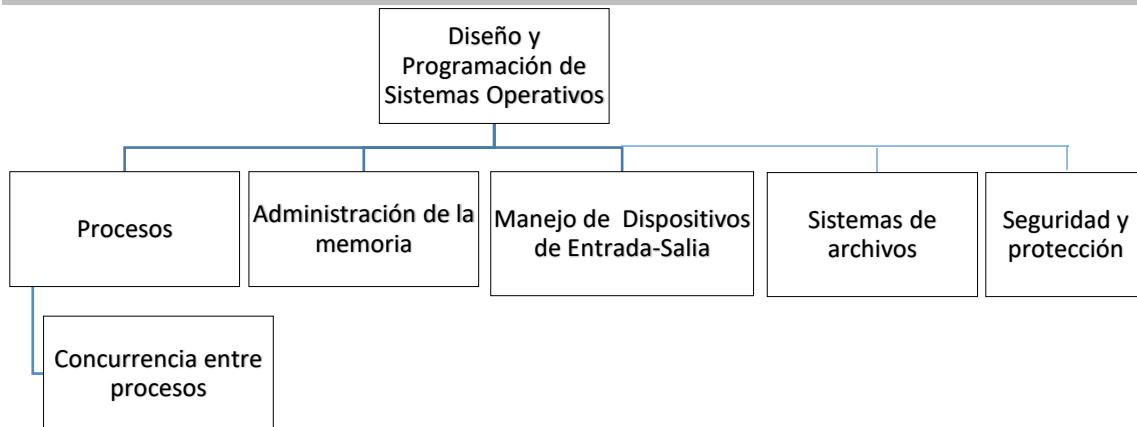 Diseño y
Programación de
Sistemas Operativos
Procesos
Administración de la
memoria
Manejo de Dispositivos
de Entrada-Salia
Sistemas de
archivos
Seguridad y
protección
Concurrencia entre
procesos